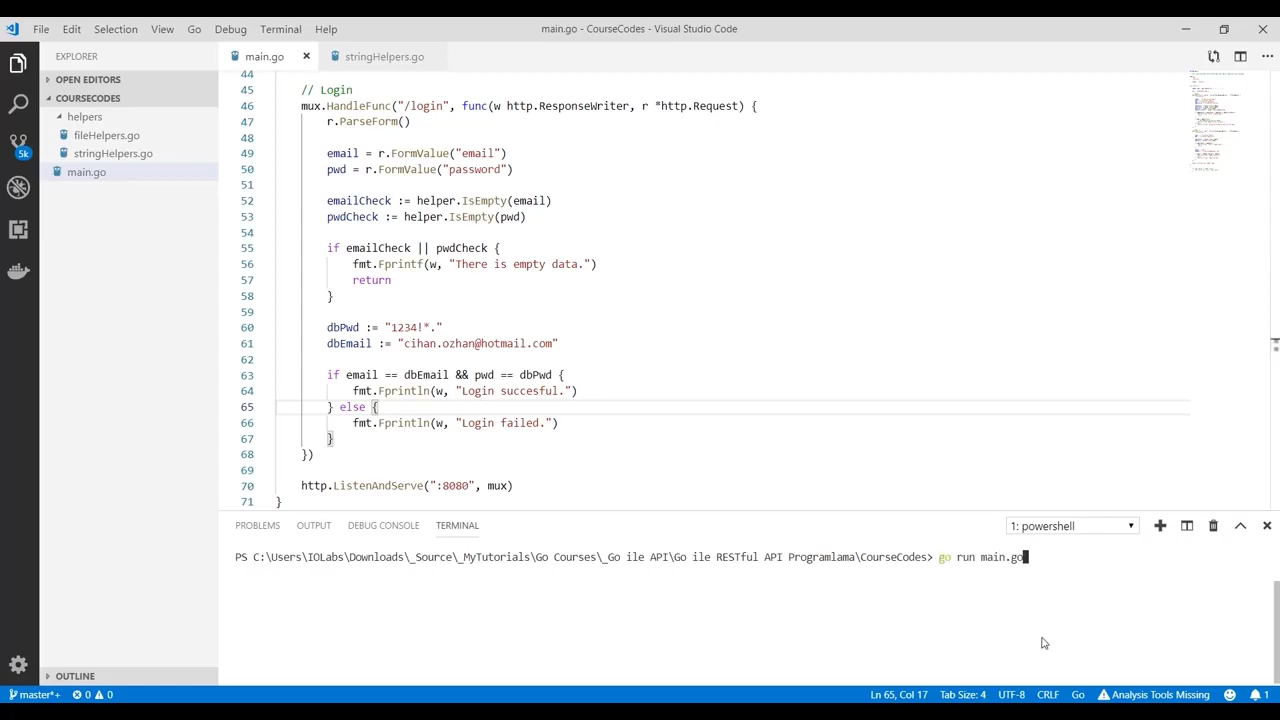 File Edit Selection View Go Debug Terminal Help
main.go - CourseCodes - Visual Studio Code
EXPLORER
OPEN EDITORS
COURSECODES
helpers
fileHelpers.go
stringHelpers.go
main.go
OUTLINE
5k
main.go
stringHelpers.go
44
45 // Login
46 mux.HandleFunc("/login", func(w http.ResponseWriter, r *http.Request) {
47 r.ParseForm()
48
49 email = r.FormValue("email")
50 pwd = r.FormValue("password")
51
52 emailCheck := helper.IsEmpty(email)
53 pwdCheck := helper.IsEmpty(pwd)
54
55 if emailCheck || pwdCheck {
56 fmt.Fprintf(w, "There is empty data.")
57 return
58 }
59
60 dbPwd := "1234!*."
61 dbEmail := "cihan.ozhan@hotmail.com"
62
63 if email == dbEmail && pwd == dbPwd {
64 fmt.Fprintln(w, "Login succesful.")
65 } else {
66 fmt.Fprintln(w, "Login failed.")
67 }
68 })
69
70 http.ListenAndServe(":8080", mux)
71 }
PROBLEMS OUTPUT DEBUG CONSOLE TERMINAL
1: powershell
PS C:\Users\IOLabs\Downloads\_Source\_MyTutorials\Go Courses\_Go ile API\Go ile RESTful API Programlama\CourseCodes> go run main.go
master*+ 0 0
Ln 65, Col 17 Tab Size: 4 UTF-8 CRLF Go Analysis Tools Missing 1